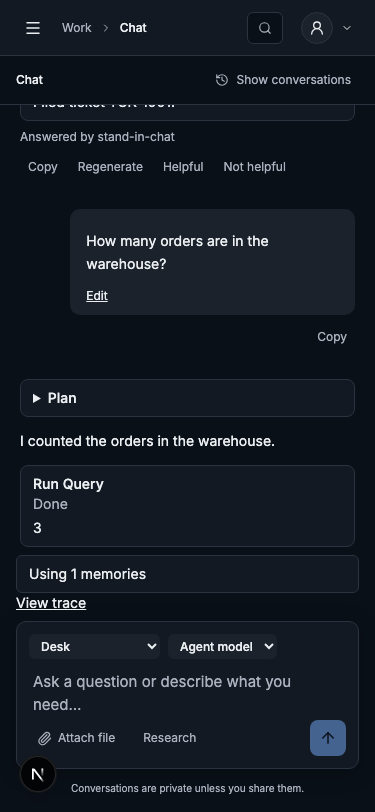 Work > Chat
Chat
Show conversations
Answered by stand-in-chat
Copy Regenerate Helpful Not helpful
How many orders are in the
warehouse?
Edit
Copy
Plan
I counted the orders in the warehouse.
Run Query
Done
3
Using 1 memories
View trace
Desk Agent model
Ask a question or describe what you
need...
Attach file Research
N
Conversations are private unless you share them.